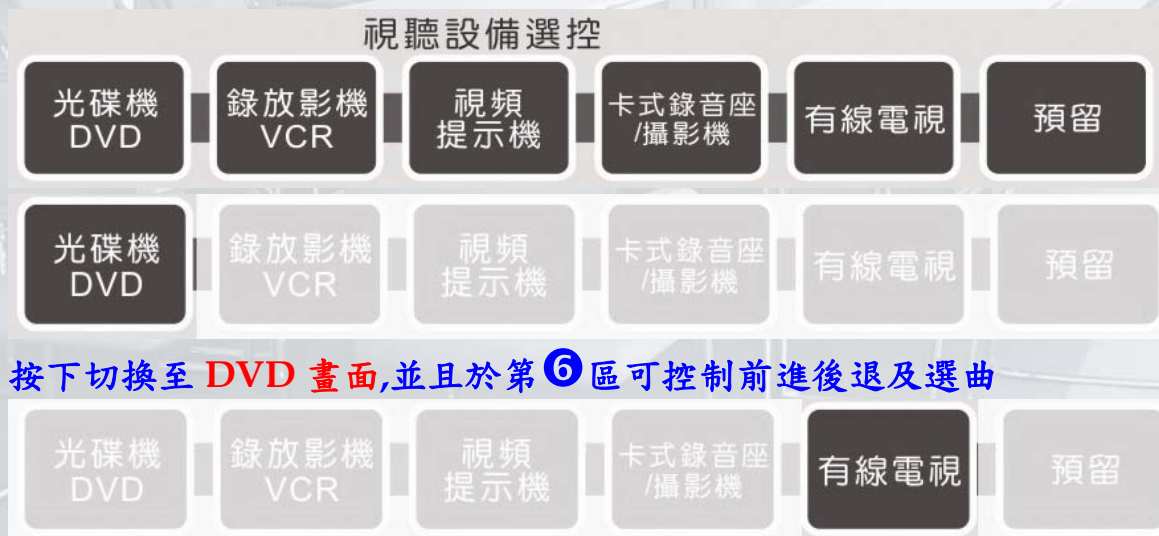 視聽設備選控
光碟機 錄放影機 視頻 卡式錄音座 有線電視 預留
DVD VCR 提示機 /攝影機
光碟機 錄放影機 視頻 卡式錄音座 有線電視 預留
DVD VCR 提示機 /攝影機
按下切換至 DVD 畫面,並且於第❻區可控制前進後退及選曲
光碟機 錄放影機 視頻 卡式錄音座 有線電視 預留
DVD VCR 提示機 /攝影機